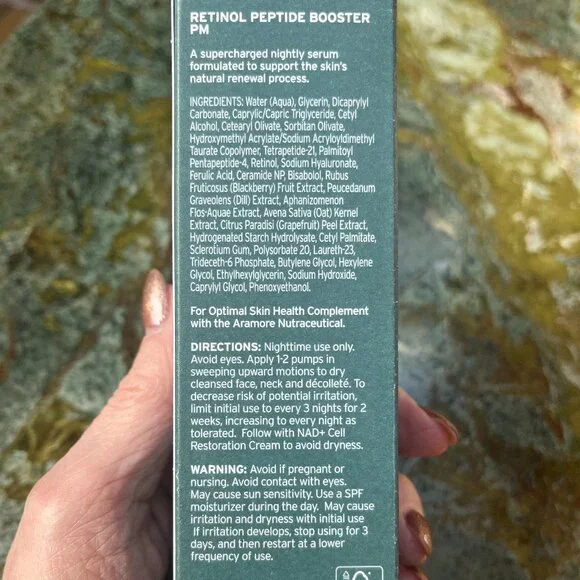 RETINOL PEPTIDE BOOSTER
PM
A supercharged nightly serum
formulated to support the skin's
natural renewal process.
INGREDIENTS: Water (Aqua), Glycerin, Dicaprylyl
Carbonate, Caprylic/Capric Triglyceride, Cetyl
Alcohol, Cetearyl Olivate, Sorbitan Olivate,
Hydroxymethyl Acrylate/Sodium Acryloyldimethyl
Taurate Copolymer, Tetrapeptide-21, Palmitoyl
Pentapeptide-4, Retinol, Sodium Hyaluronate,
Ferulic Acid, Ceramide NP, Bisabolol, Rubus
Fruticosus (Blackberry) Fruit Extract, Peucedanum
Graveolens (Dill) Extract, Aphanizomenon
Flos-Aquae Extract, Avena Sativa (Oat) Kernel
Extract, Citrus Paradisi (Grapefruit) Peel Extract,
Hydrogenated Starch Hydrolysate, Cetyl Palmitate,
Sclerotium Gum, Polysorbate 20, Laureth-23,
Trideceth-6 Phosphate, Butylene Glycol, Hexylene
Glycol, Ethylhexylglycerin, Sodium Hydroxide,
Caprylyl Glycol, Phenoxyethanol.
For Optimal Skin Health Complement
with the Aramore Nutraceutical.
DIRECTIONS: Nighttime use only.
Avoid eyes. Apply 1-2 pumps in
sweeping upward motions to dry
cleansed face, neck and décolleté. To
decrease risk of potential irritation,
limit initial use to every 3 nights for 2
weeks, increasing to every night as
tolerated. Follow with NAD+ Cell
Restoration Cream to avoid dryness.
WARNING: Avoid if pregnant or
nursing. Avoid contact with eyes.
May cause sun sensitivity. Use a SPF
moisturizer during the day. May cause
irritation and dryness with initial use
If irritation develops, stop using for 3
days, and then restart at a lower
frequency of use.